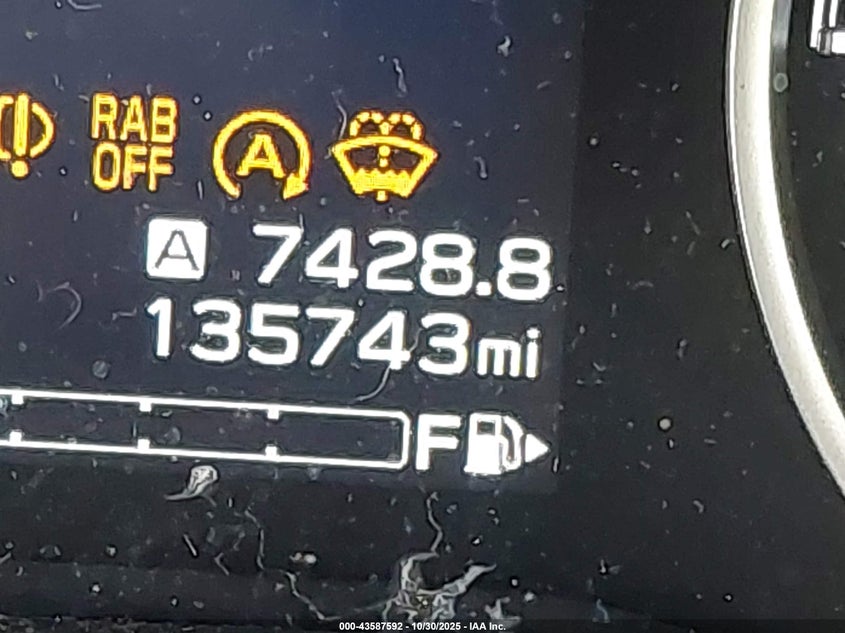 RAB
OFF
A
A 7428.8
135743mi
F
000-43587592 - 10/30/2025 - IAA Inc.